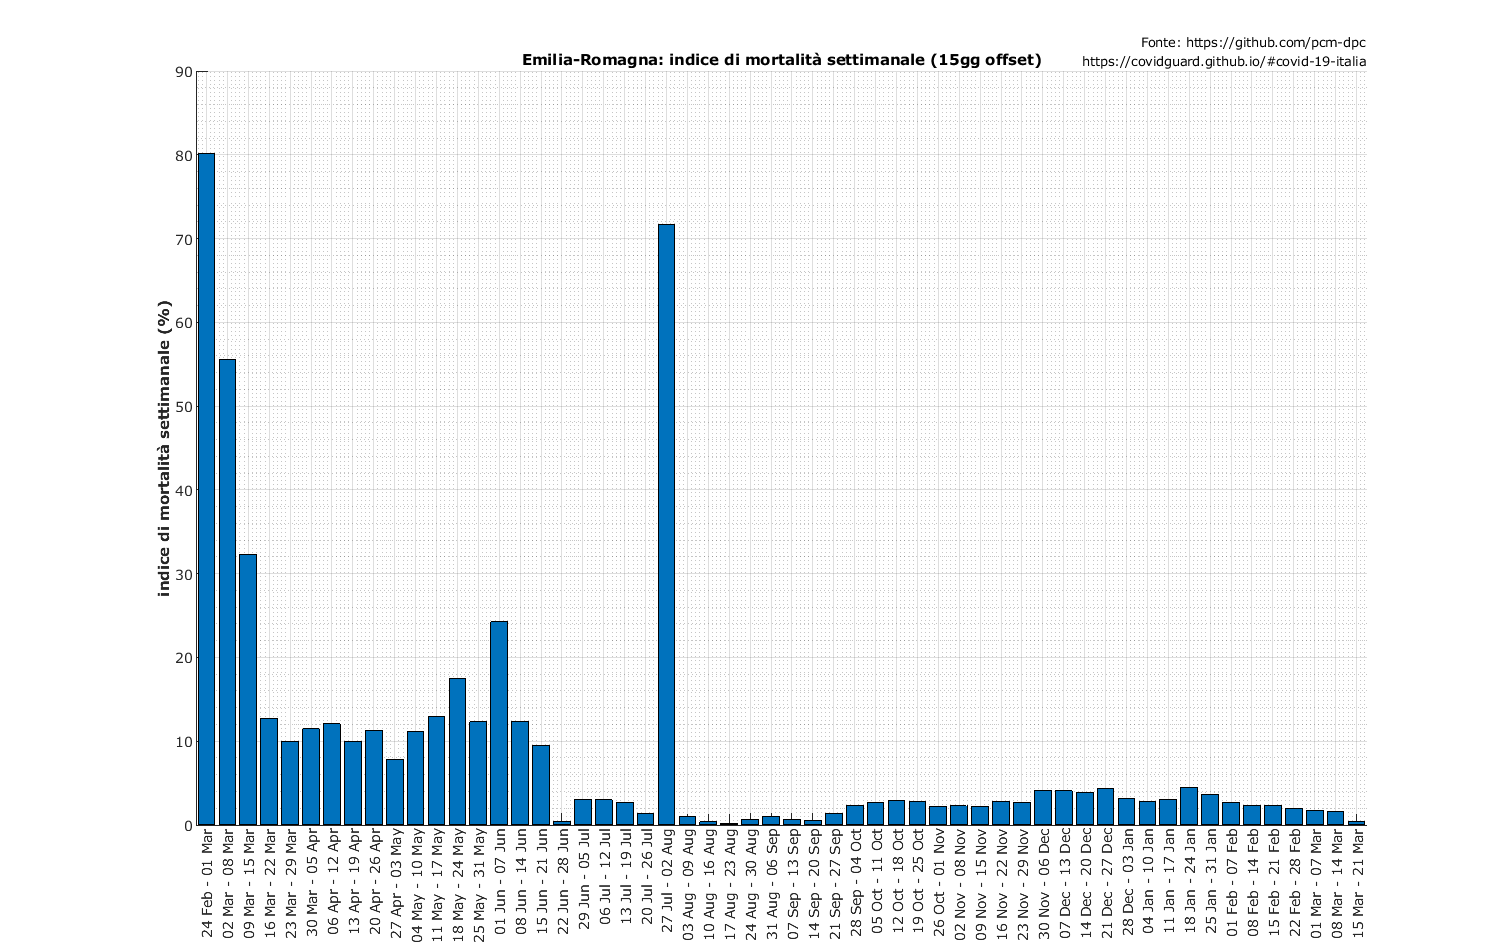 Fonte: https://github.com/pcm-dpc
Emilia-Romagna: indice di mortalità settimanale (15gg offset)
https://covidguard.github.io/#covid-19-italia
indice di mortalità settimanale (%)
90
80
70
60
50
40
30
20
10
0
24 Feb - 01 Mar
02 Mar - 08 Mar
09 Mar - 15 Mar
16 Mar - 22 Mar
23 Mar - 29 Mar
30 Mar - 05 Apr
06 Apr - 12 Apr
13 Apr - 19 Apr
20 Apr - 26 Apr
27 Apr - 03 May
04 May - 10 May
11 May - 17 May
18 May - 24 May
25 May - 31 May
01 Jun - 07 Jun
08 Jun - 14 Jun
15 Jun - 21 Jun
22 Jun - 28 Jun
29 Jun - 05 Jul
06 Jul - 12 Jul
13 Jul - 19 Jul
20 Jul - 26 Jul
27 Jul - 02 Aug
03 Aug - 09 Aug
10 Aug - 16 Aug
17 Aug - 23 Aug
24 Aug - 30 Aug
31 Aug - 06 Sep
07 Sep - 13 Sep
14 Sep - 20 Sep
21 Sep - 27 Sep
28 Sep - 04 Oct
05 Oct - 11 Oct
12 Oct - 18 Oct
19 Oct - 25 Oct
26 Oct - 01 Nov
02 Nov - 08 Nov
09 Nov - 15 Nov
16 Nov - 22 Nov
23 Nov - 29 Nov
30 Nov - 06 Dec
07 Dec - 13 Dec
14 Dec - 20 Dec
21 Dec - 27 Dec
28 Dec - 03 Jan
04 Jan - 10 Jan
11 Jan - 17 Jan
18 Jan - 24 Jan
25 Jan - 31 Jan
01 Feb - 07 Feb
08 Feb - 14 Feb
15 Feb - 21 Feb
22 Feb - 28 Feb
01 Mar - 07 Mar
08 Mar - 14 Mar
15 Mar - 21 Mar